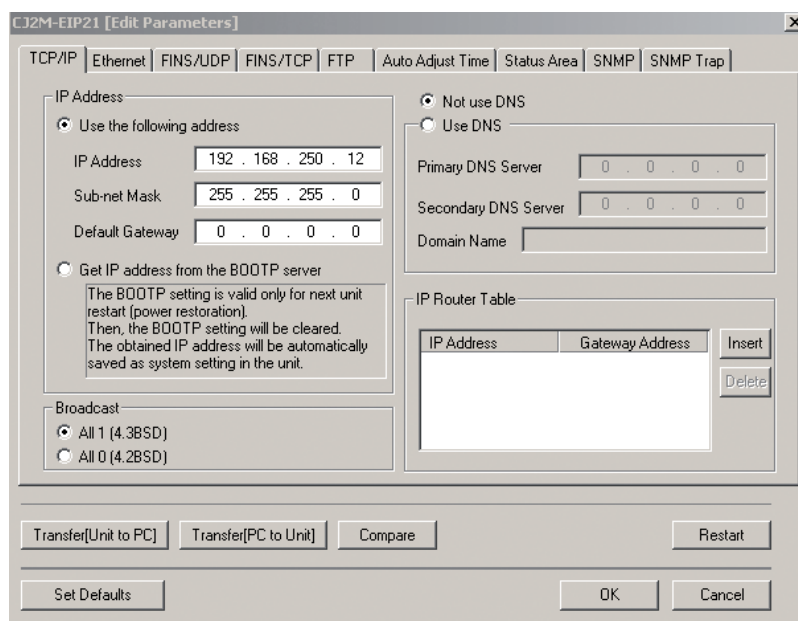 CJ2M-EIP21 [Edit Parameters]
TCP/IP Ethernet FINS/UDP FINS/TCP FTP Auto Adjust Time Status Area SNMP SNMP Trap
IP Address
Use the following address
IP Address 192 . 168 . 250 . 12
Sub-net Mask 255 . 255 . 255 . 0
Default Gateway 0 . 0 . 0 . 0
Get IP address from the BOOTP server
The BOOTP setting is valid only for next unit
restart (power restoration).
Then, the BOOTP setting will be cleared.
The obtained IP address will be automatically
saved as system setting in the unit.
Broadcast
All 1 (4.3BSD)
All 0 (4.2BSD)
Not use DNS
Use DNS
Primary DNS Server 0 . 0 . 0 . 0
Secondary DNS Server 0 . 0 . 0 . 0
Domain Name
IP Router Table
IP Address Gateway Address
Insert
Delete
Transfer[Unit to PC] Transfer[PC to Unit] Compare Restart
Set Defaults OK Cancel